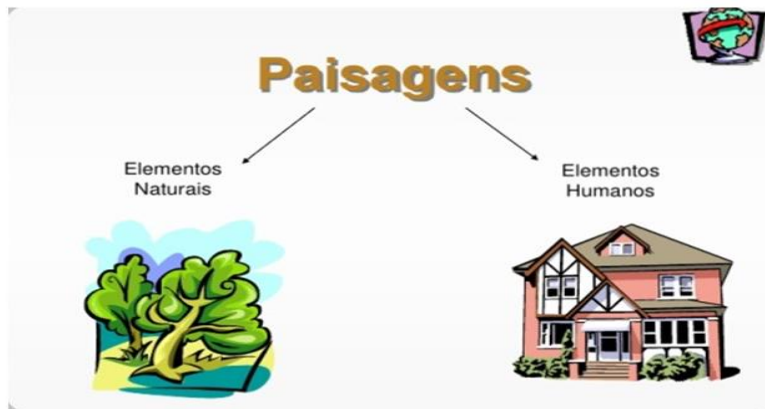 Paisagens
Elementos
Naturais
Elementos
Humanos